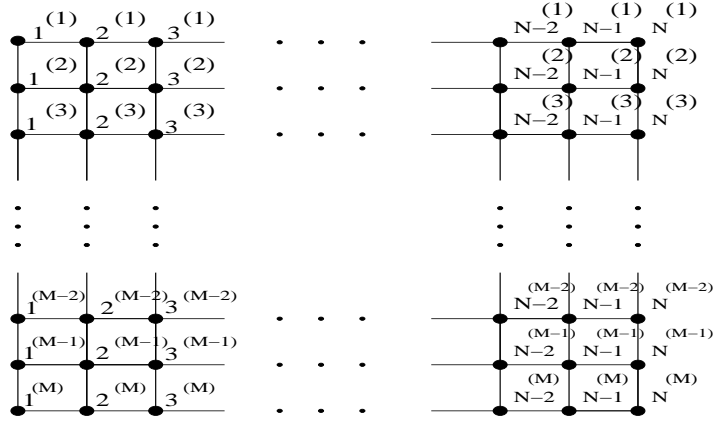 1(1) 2(1) 3(1) N−2(1) N−1(1) N(1)
1(2) 2(2) 3(2) N−2(2) N−1(2) N(2)
1(3) 2(3) 3(3) N−2(3) N−1(3) N(3)
1(M−2) 2(M−2) 3(M−2) N−2(M−2) N−1(M−2) N(M−2)
1(M−1) 2(M−1) 3(M−1) N−2(M−1) N−1(M−1) N(M−1)
1(M) 2(M) 3(M) N−2(M) N−1(M) N(M)